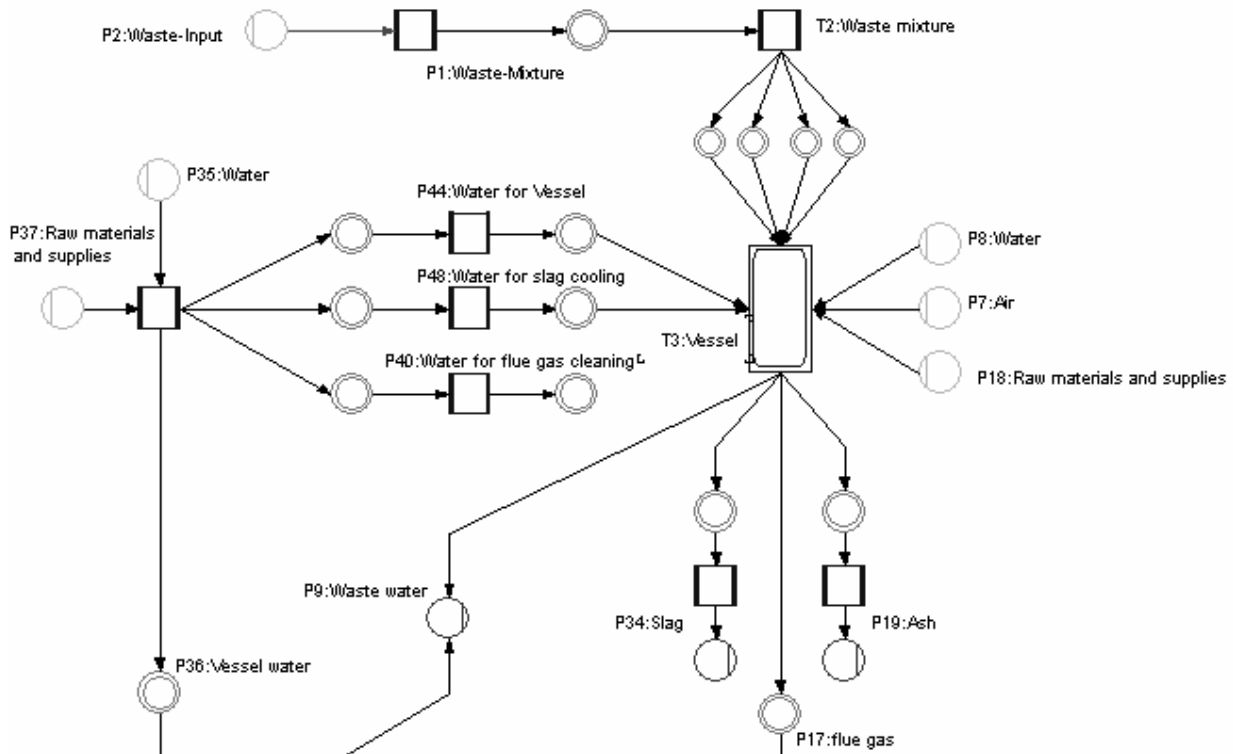 P2:Waste-Input
T2:Waste mixture
P1:Waste-Mixture
P35:Water
P44:Water for Vessel
P37:Raw materials
and supplies
P8:Water
P48:Water for slag cooling
P7:Air
T3:Vessel
P40:Water for flue gas cleaning
P18:Raw materials and supplies
P9:Waste water
P34:Slag
P19:Ash
P36:Vessel water
P17:flue gas